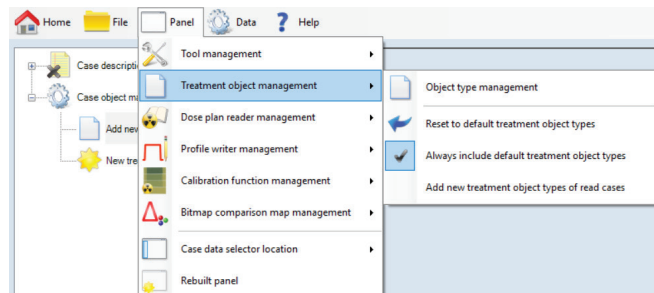 Home File Panel Data ? Help
Tool management
Case descripti
Treatment object management
Object type management
Case object ma
Dose plan reader management
Reset to default treatment object types
Add new
Profile writer management
Always include default treatment object types
New tre
Calibration function management
Add new treatment object types of read cases
Bitmap comparison map management
Case data selector location
Rebuilt panel